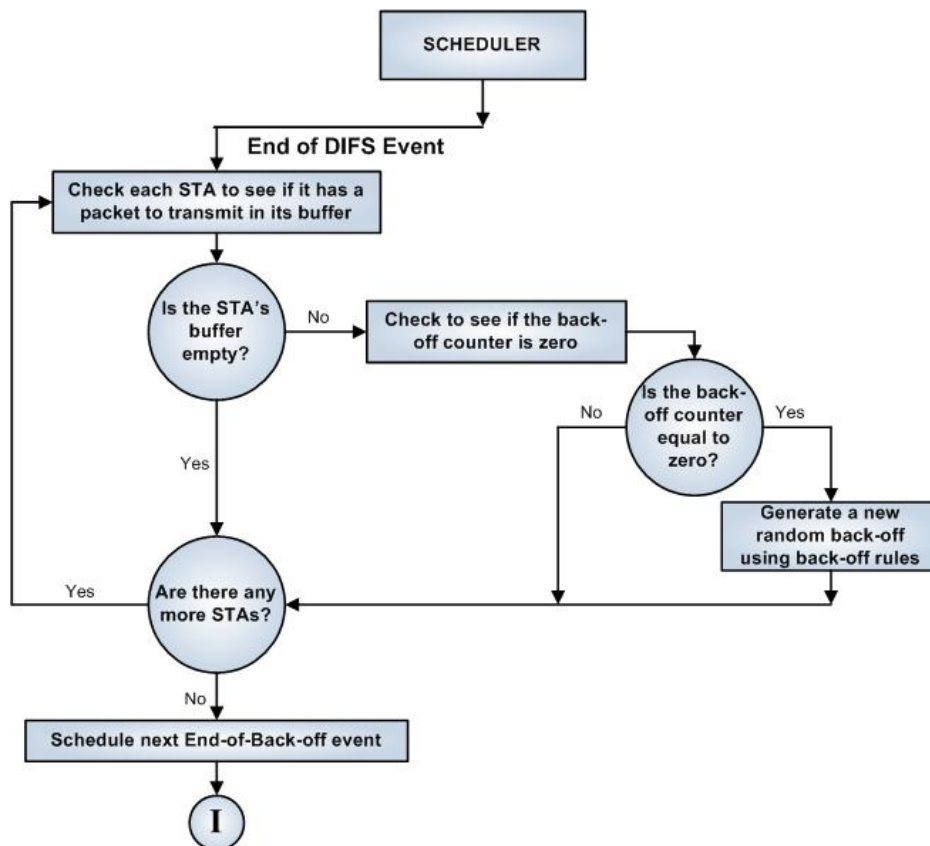 SCHEDULER
End of DIFS Event
Check each STA to see if it has a
packet to transmit in its buffer
Is the STA's
buffer
empty?
No
Check to see if the back-
off counter is zero
Is the back-
off counter
equal to
zero?
No
Yes
Yes
Generate a new
random back-off
using back-off rules
Are there any
more STAs?
Yes
No
Schedule next End-of-Back-off event
I